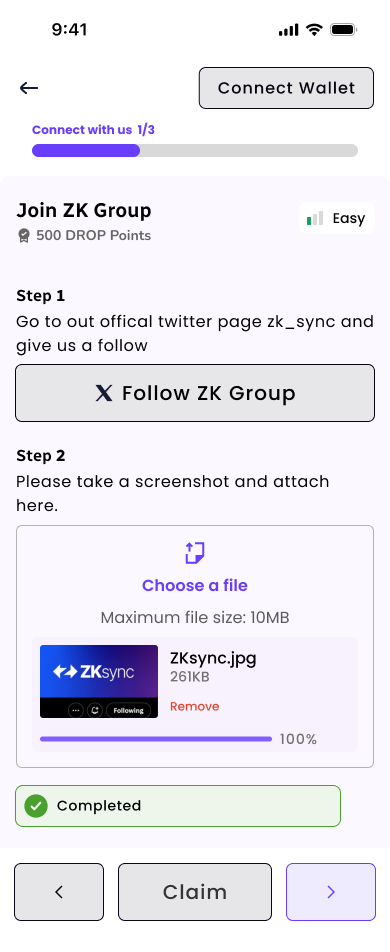 9:41
Connect Wallet
Connect with us 1/3
Join ZK Group
Easy
500 DROP Points
Step 1
Go to out offical twitter page zk_sync and
give us a follow
Follow ZK Group
Step 2
Please take a screenshot and attach
here.
Choose a file
Maximum file size: 10MB
ZKsync
Following
ZKsync.jpg
261KB
Remove
100%
Completed
Claim